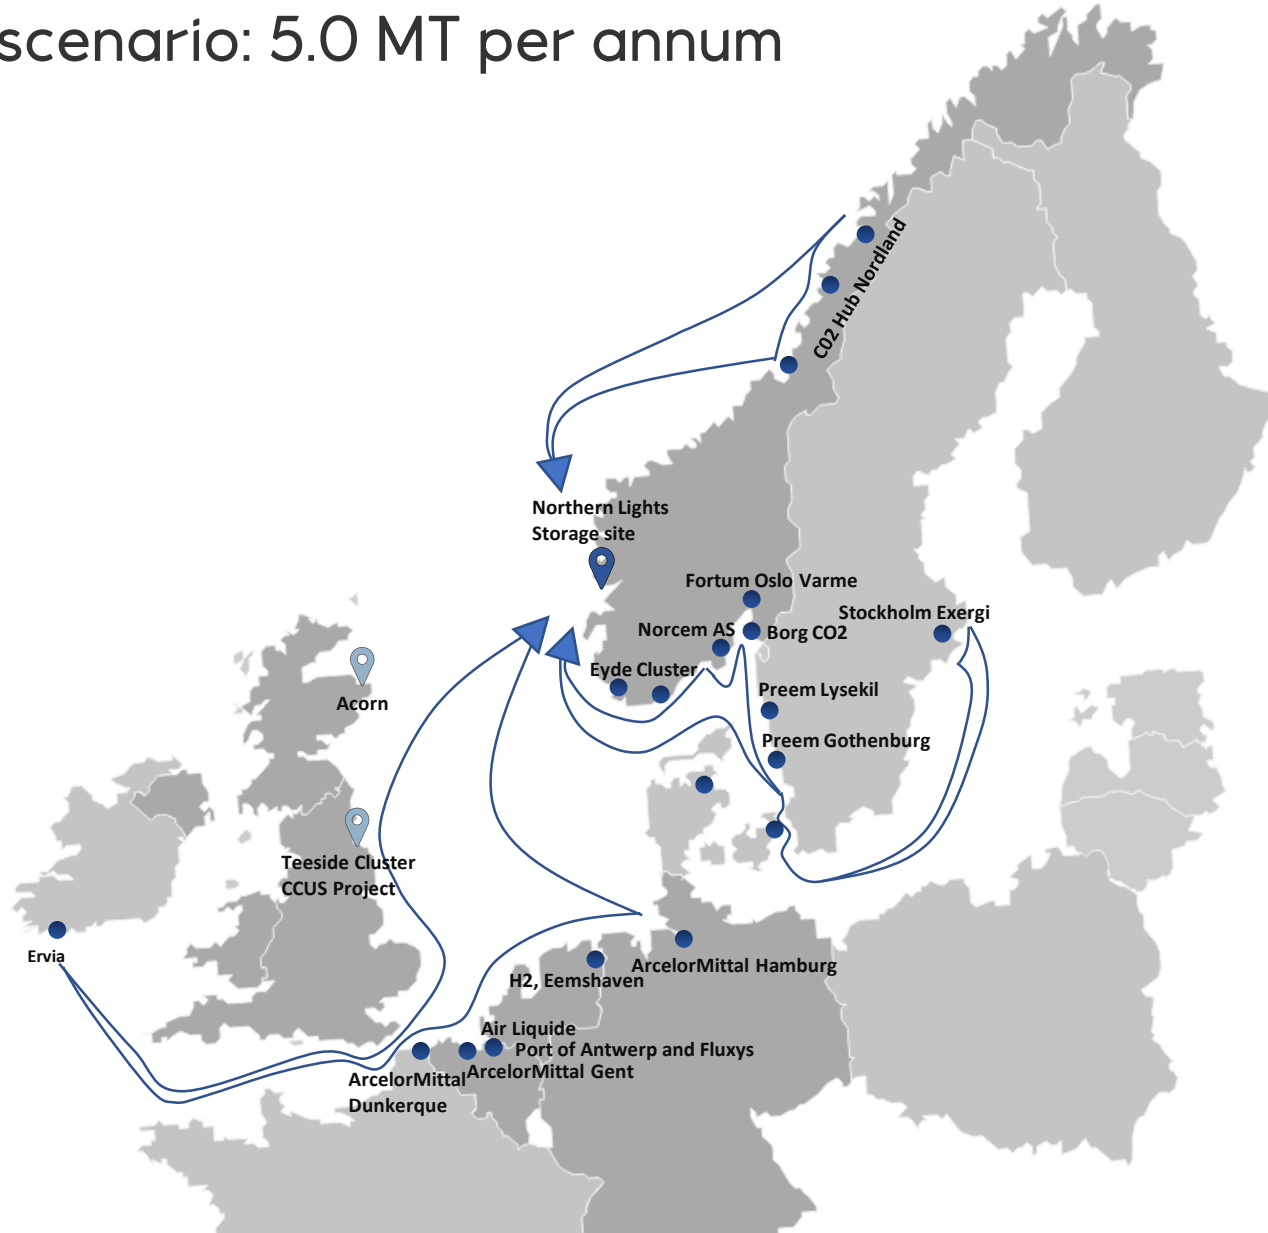 scenario: 5.0 MT per annum
C02 Hub Nordland
Northern Lights
Storage site
Fortum Oslo Varme
Stockholm Exergi
Norcem AS
Borg CO2
Eyde Cluster
Preem Lysekil
Acorn
Preem Gothenburg
Teeside Cluster
CCUS Project
Ervia
ArcelorMittal Hamburg
H2, Eemshaven
Air Liquide
Port of Antwerp and Fluxys
ArcelorMittal Gent
ArcelorMittal
Dunkerque